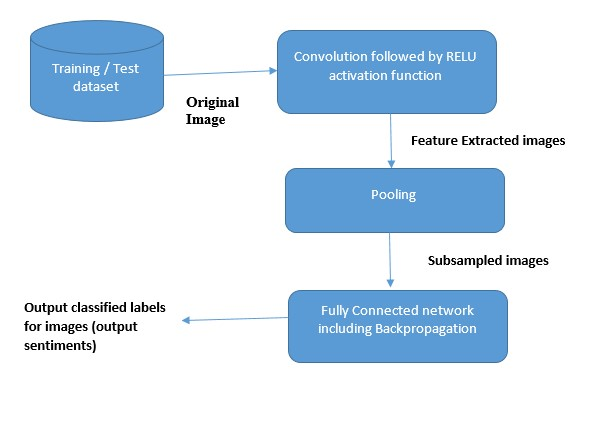 Training / Test
dataset
Original
Image
Convolution followed by RELU
activation function
Feature Extracted images
Pooling
Subsampled images
Fully Connected network
including Backpropagation
Output classified labels
for images (output
sentiments)